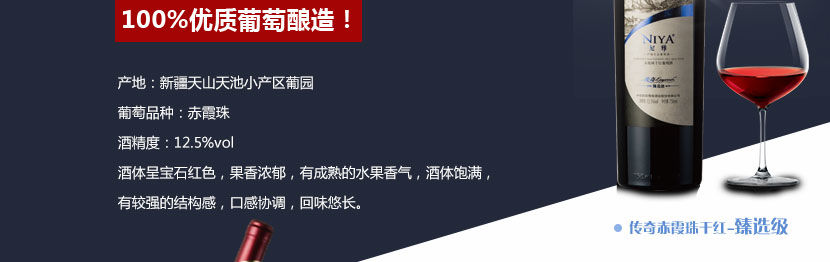 100%优质葡萄酿造！
产地：新疆天山天池小产区葡园
葡萄品种：赤霞珠
酒精度：12.5%vol
酒体呈宝石红色，果香浓郁，有成熟的水果香气，酒体饱满，
有较强的结构感，口感协调，回味悠长。
NIYA
尼雅
传奇赤霞珠干红-臻选级